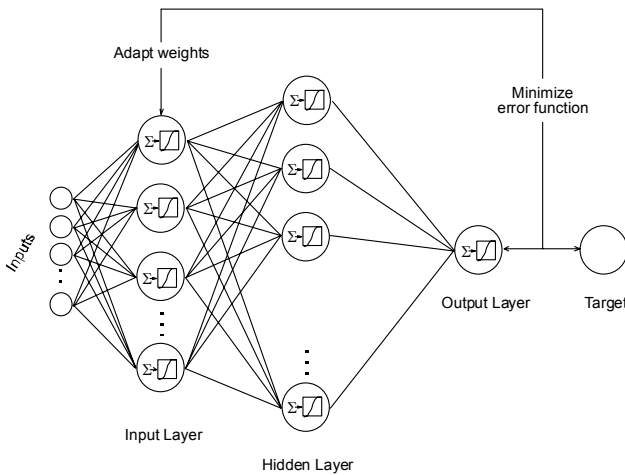 Adapt weights
Minimize
error function
Σ
Σ
Σ
Σ
Σ
Σ
Σ
Σ
Σ
Inputs
Output Layer
Target
Input Layer
Hidden Layer